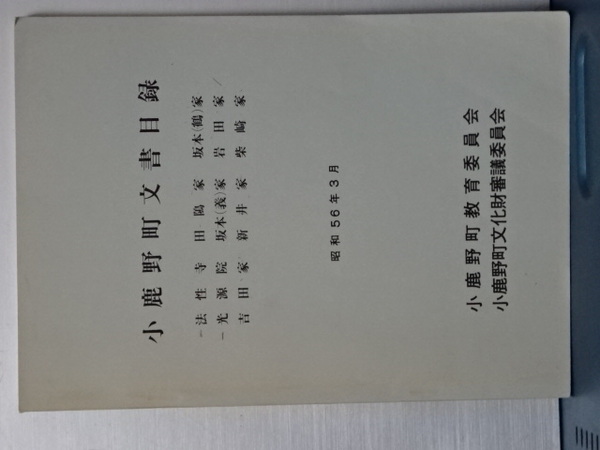 小鹿野町文書目録
法性寺 田隝家 坂本(鶴)家
光源院 坂本(義)家 岩田家
吉田家 新井家 柴崎家
昭和56年3月
小鹿野町教育委員会
小鹿野町文化財審議委員会